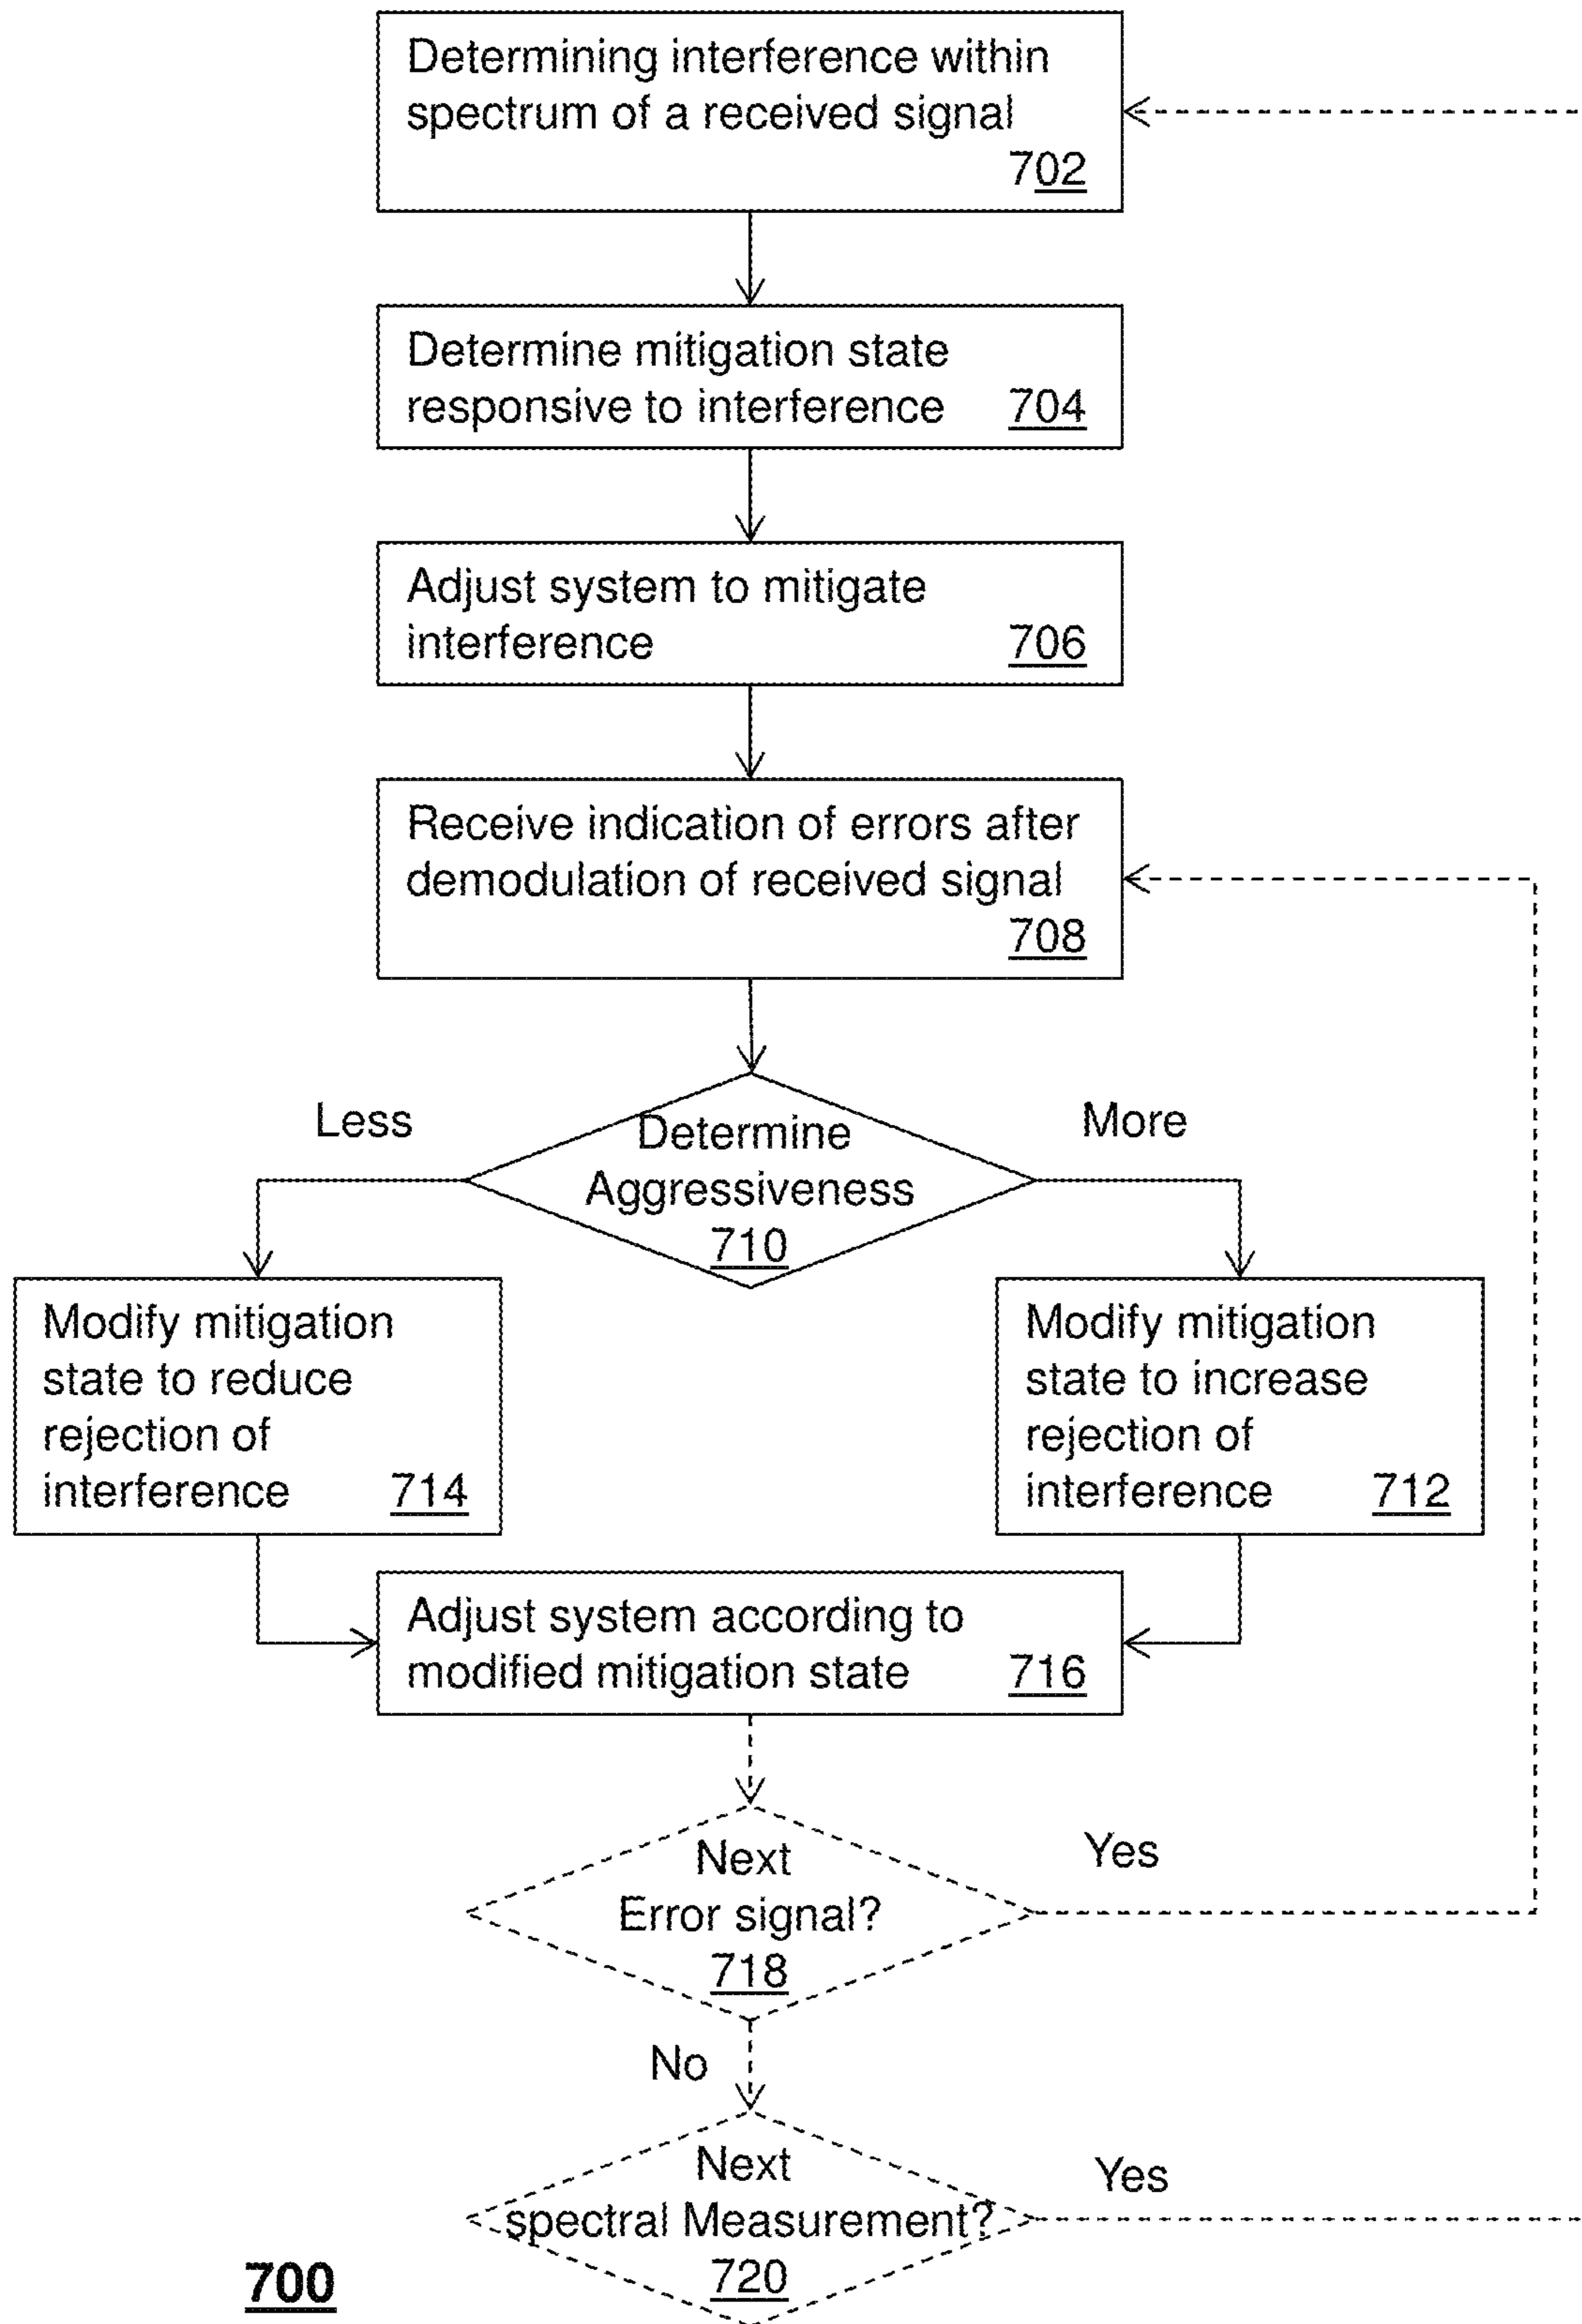 Determining interference within
spectrum of a received signal
702
Determine mitigation state
responsive to interference 704
Adjust system to mitigate
interference 706
Receive indication of errors after
demodulation of received signal
708
Less
More
Determine
Aggressiveness
710
Modify mitigation
state to reduce
rejection of
interference 714
Modify mitigation
state to increase
rejection of
interference 712
Adjust system according to
modified mitigation state 716
Next
Error signal?
718
Yes
No
Next
spectral Measurement?
720
Yes
700